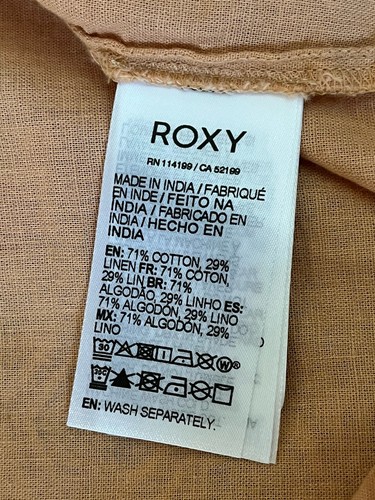 ROXY
RN 114199 / CA 52199
MADE IN INDIA / FABRIQUÉ
EN INDE / FEITO NA
ÍNDIA / FABRICADO EN
INDIA / HECHO EN
INDIA
EN: 71% COTTON, 29%
LINEN FR: 71% COTON,
29% LIN BR: 71%
ALGODÃO, 29% LINHO ES:
71% ALGODÓN, 29% LINO
MX: 71% ALGODÓN, 29%
LINO
30 W®
EN: WASH SEPARATELY.